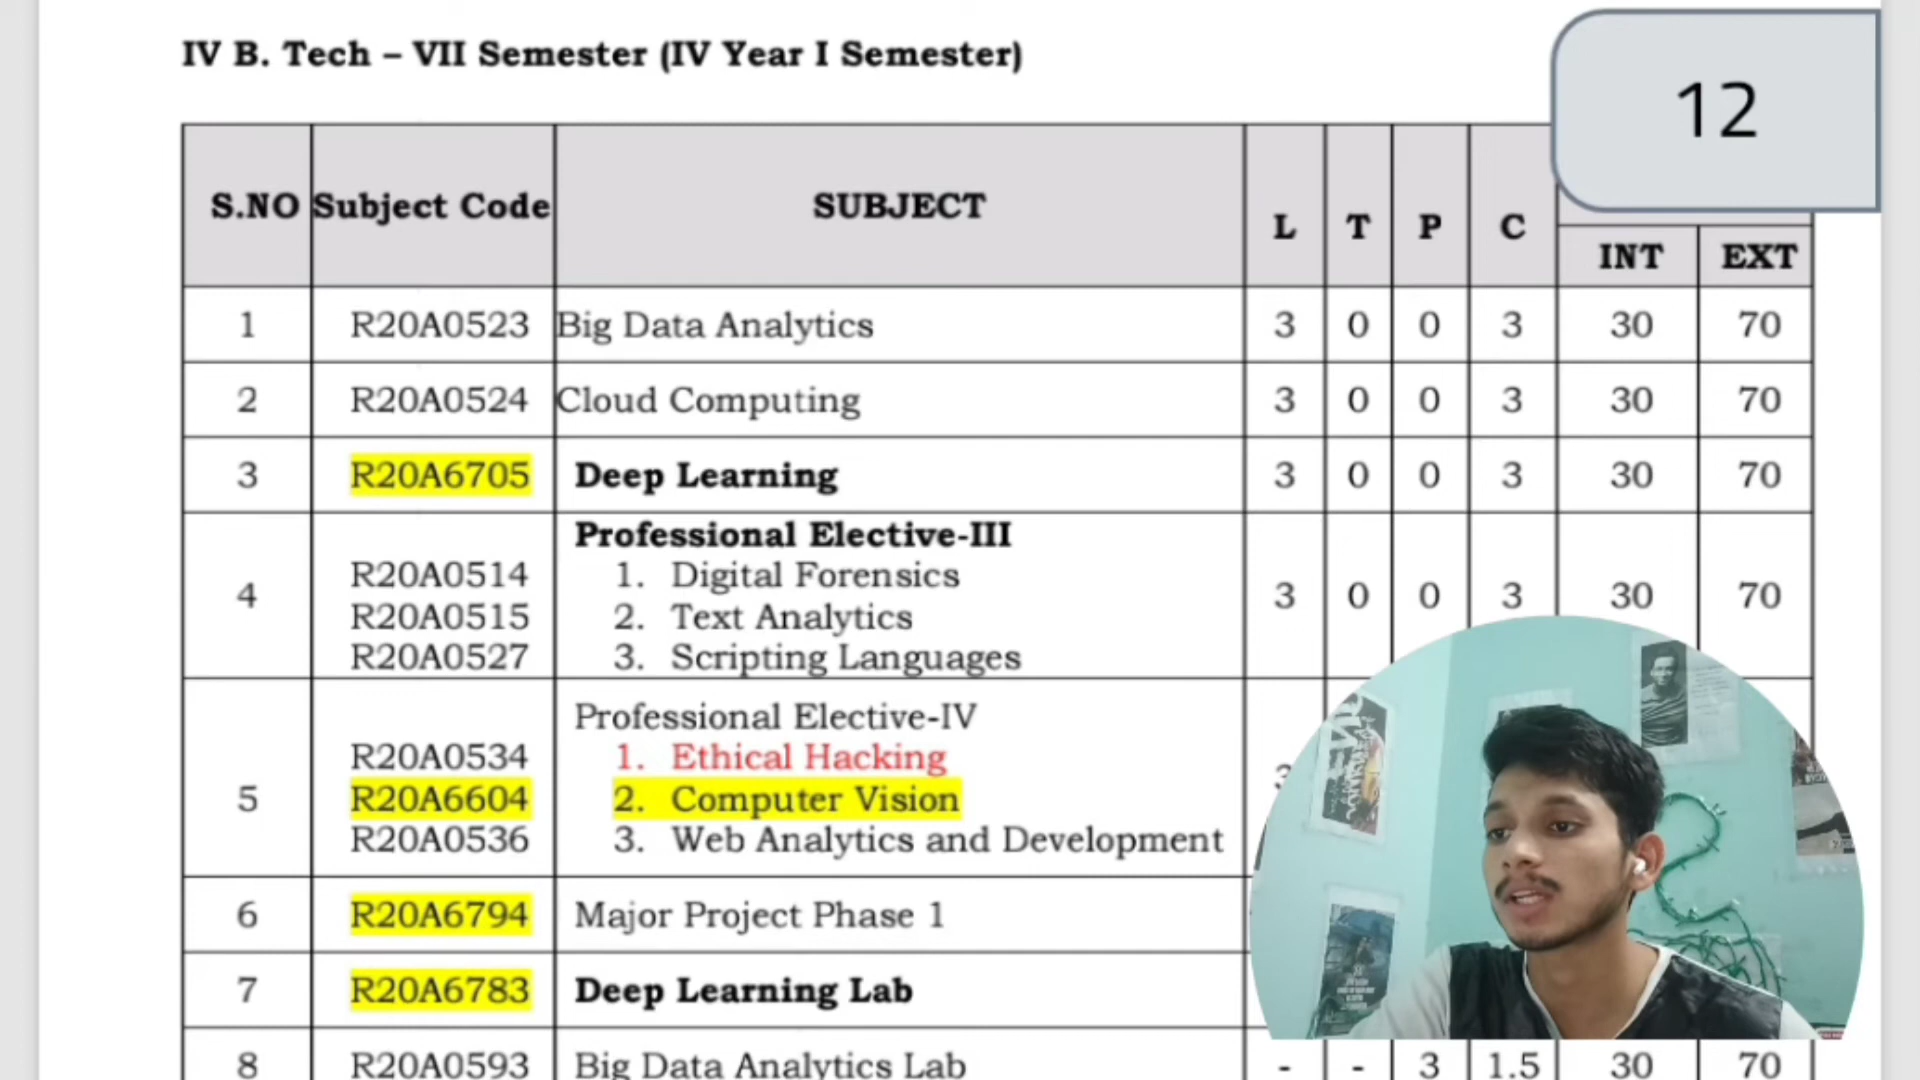 IV B. Tech – VII Semester (IV Year I Semester)
12
S.NO Subject Code SUBJECT L T P C
INT EXT
1 R20A0523 Big Data Analytics 3 0 0 3 30 70
2 R20A0524 Cloud Computing 3 0 0 3 30 70
3 R20A6705 Deep Learning 3 0 0 3 30 70
Professional Elective-III
R20A0514 1. Digital Forensics
4 3 0 0 3 30 70
R20A0515 2. Text Analytics
R20A0527 3. Scripting Languages
Professional Elective-IV
R20A0534 1. Ethical Hacking
5 R20A6604 2. Computer Vision
R20A0536 3. Web Analytics and Development
6 R20A6794 Major Project Phase 1
7 R20A6783 Deep Learning Lab
8 R20A0593 Big Data Analytics Lab - - 3 1.5 30 70